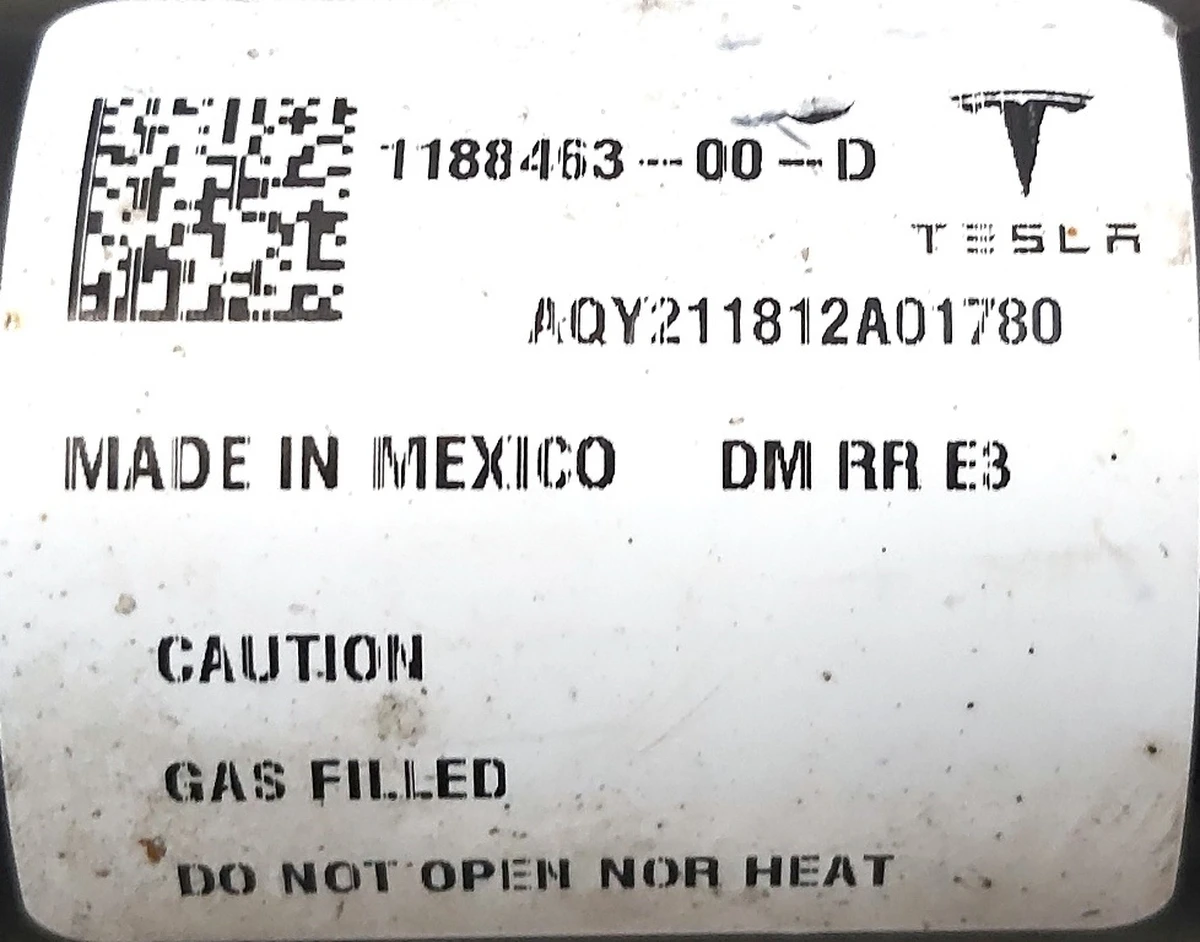 1188463-00-D
TESLA
AQY211812A01780
MADE IN MEXICO DM RR E3
CAUTION
GAS FILLED
DO NOT OPEN NOR HEAT